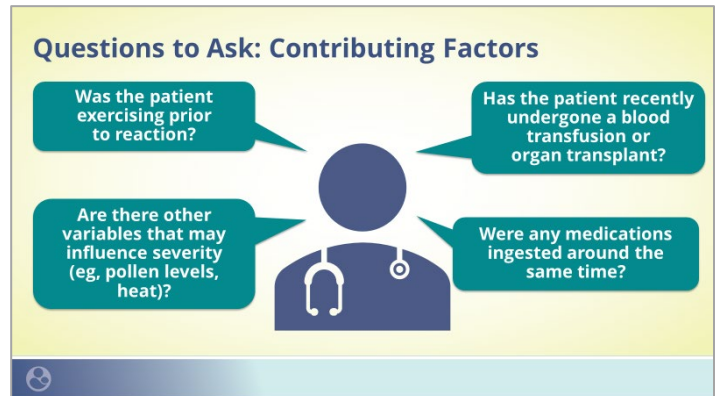 Questions to Ask: Contributing Factors
Was the patient
exercising prior
to reaction?
Has the patient recently
undergone a blood
transfusion or
organ transplant?
Are there other
variables that may
influence severity
(eg, pollen levels,
heat)?
Were any medications
ingested around the
same time?